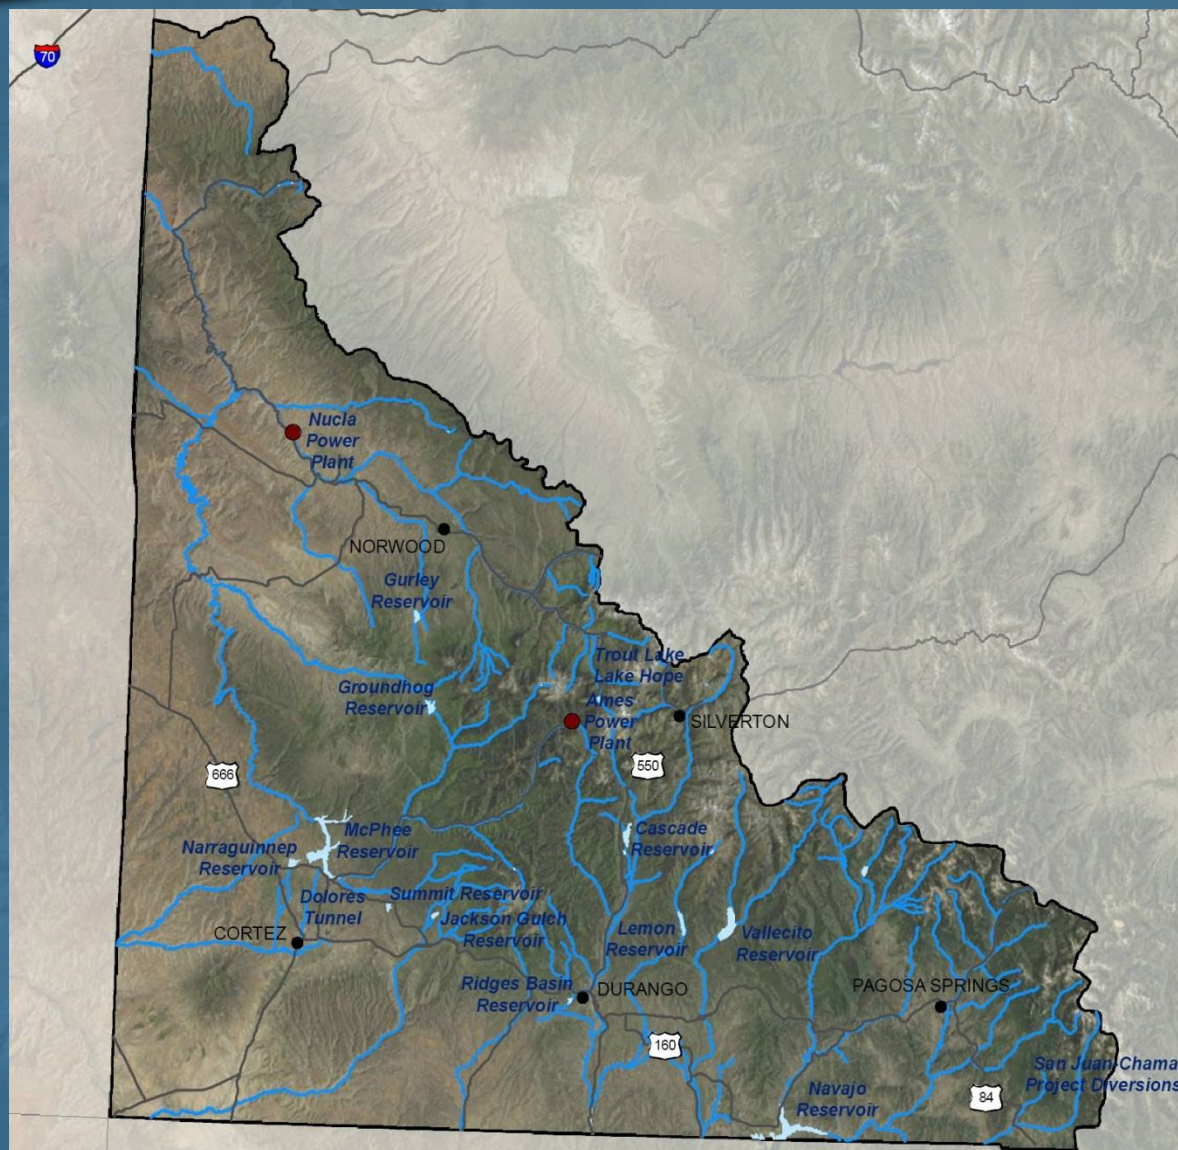 70
Nucla
Power
Plant
NORWOOD
Gurley
Reservoir
Trout Lake
Lake Hope
Groundhog
Reservoir
Ames
Power
Plant
SILVERTON
550
666
McPhee
Reservoir
Cascade
Reservoir
Narraguinnep
Reservoir
Dolores
Tunnel
Summit Reservoir
Jackson Gulch
Reservoir
CORTEZ
Lemon
Reservoir
Vallecito
Reservoir
Ridges Basin
Reservoir
DURANGO
PAGOSA SPRINGS
160
San Juan-Chama
Project Diversions
Navajo
Reservoir
84